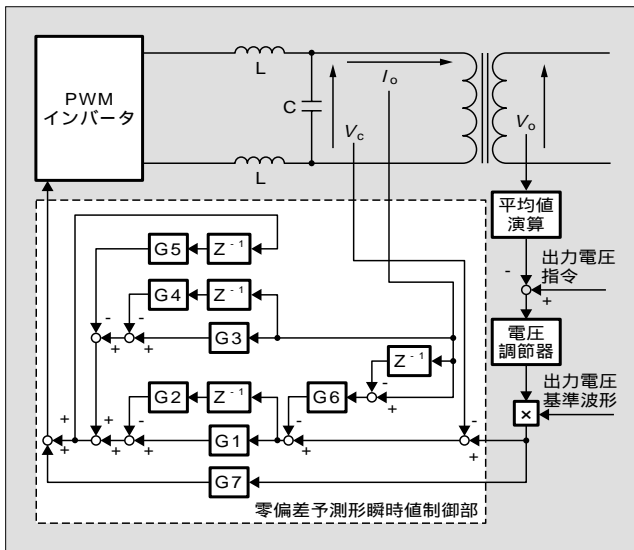 PWM
インバータ
L
C
L
Vc
Io
Vo
平均値
演算
-
出力電圧
指令
+
電圧
調節器
出力電圧
基準波形
×
G5
Z-1
-
G4
Z-1
-
-
+
+
G3
Z-1
-
+
G6
G2
Z-1
-
-
-
+
+
+
+
+
G1
+
+
G7
零偏差予測形瞬時値制御部